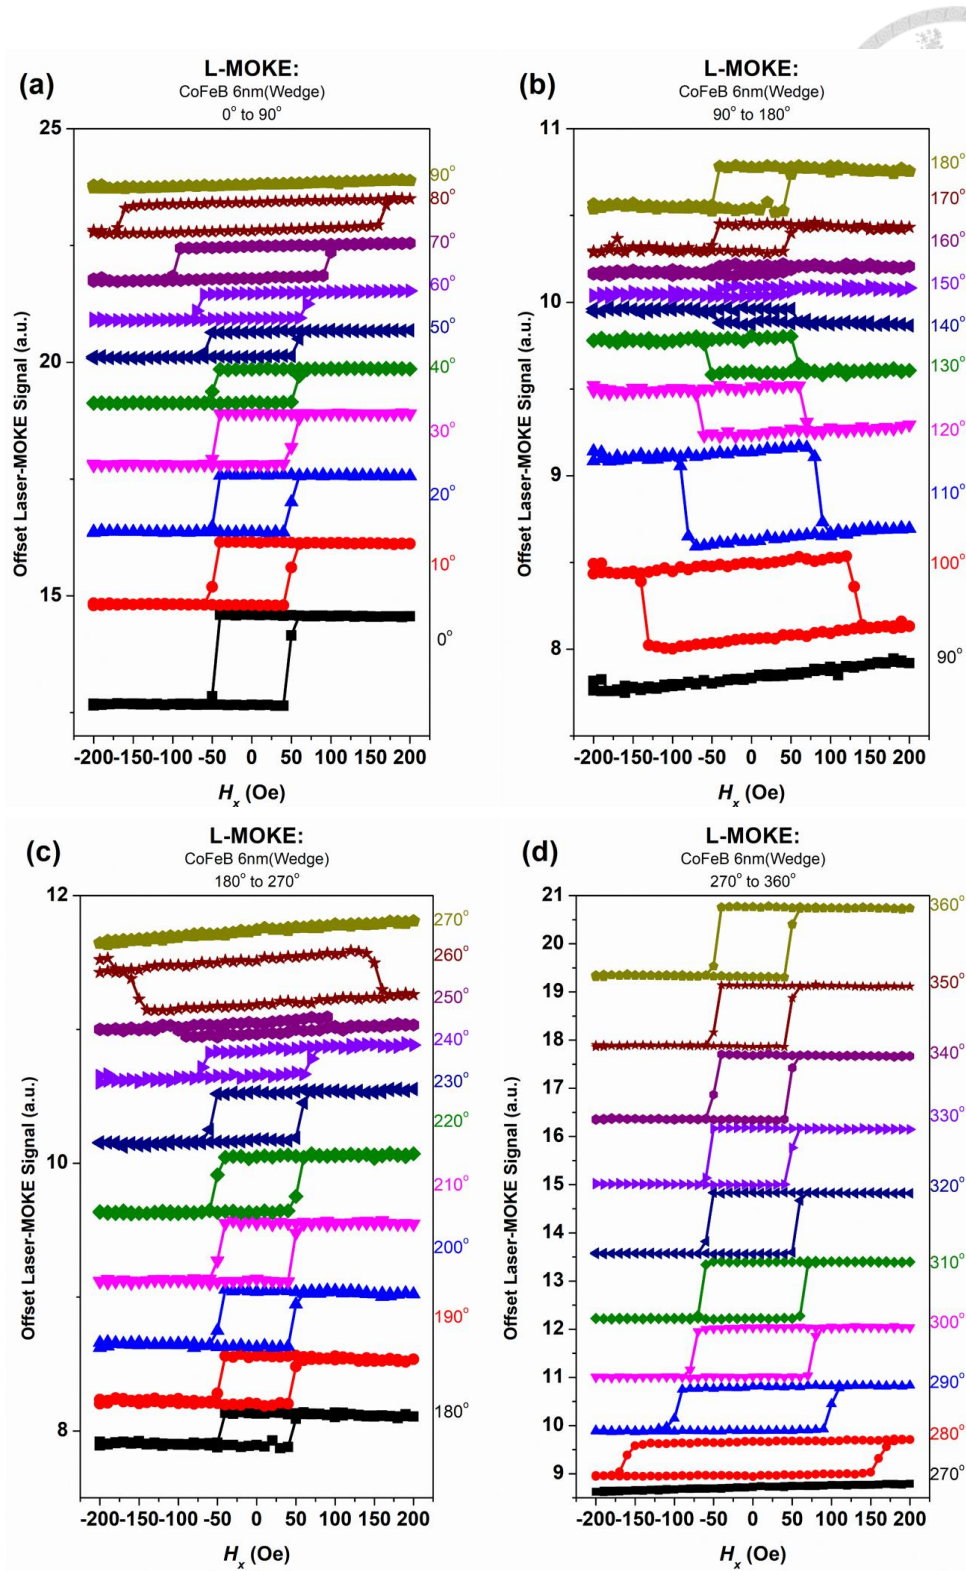 (a)
L-MOKE:
CoFeB 6nm(Wedge)
0° to 90°
25
20
15
Offset Laser-MOKE Signal (a.u.)
90°
80°
70°
60°
50°
40°
30°
20°
10°
0°
-200 -150 -100 -50 0 50 100 150 200
Hx (Oe)
(b)
L-MOKE:
CoFeB 6nm(Wedge)
90° to 180°
11
10
9
8
Offset Laser-MOKE Signal (a.u.)
180°
170°
160°
150°
140°
130°
120°
110°
100°
90°
-200 -150 -100 -50 0 50 100 150 200
Hx (Oe)
(c)
L-MOKE:
CoFeB 6nm(Wedge)
180° to 270°
12
10
8
Offset Laser-MOKE Signal (a.u.)
270°
260°
250°
240°
230°
220°
210°
200°
190°
180°
-200 -150 -100 -50 0 50 100 150 200
Hx (Oe)
(d)
L-MOKE:
CoFeB 6nm(Wedge)
270° to 360°
21
20
19
18
17
16
15
14
13
12
11
10
9
Offset Laser-MOKE Signal (a.u.)
360°
350°
340°
330°
320°
310°
300°
290°
280°
270°
-200 -150 -100 -50 0 50 100 150 200
Hx (Oe)